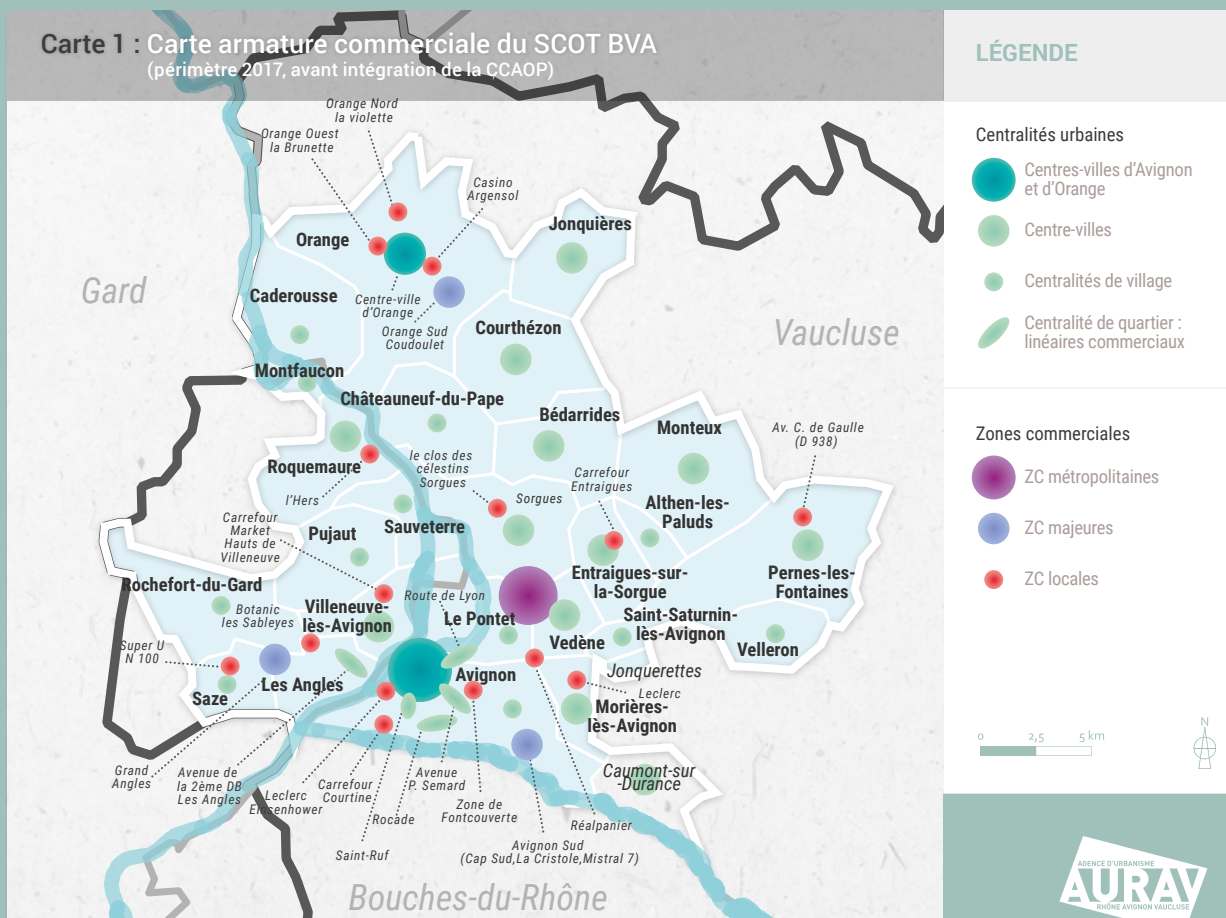 Carte 1 : Carte armature commerciale du SCOT BVA
(périmètre 2017, avant intégration de la CCAOP)
LÉGENDE
Centralités urbaines
Centres-villes d'Avignon
et d'Orange
Centre-villes
Centralités de village
Centralité de quartier :
linéaires commerciaux
Zones commerciales
ZC métropolitaines
ZC majeures
ZC locales
0
2,5
5 km
N
AGENCE D'URBANISME
AURAV
RHÔNE AVIGNON VAUCLUSE
Orange Nord
la violette
Orange Ouest
la Brunette
Casino
Argensol
Jonquières
Orange
Gard
Caderousse
Centre-ville
d'Orange
Orange Sud
Coudoulet
Courthézon
Vaucluse
Montfaucon
Châteauneuf-du-Pape
Bédarrides
Monteux
Av. C. de Gaulle
(D 938)
Roquemaure
le clos des
célestins
Sorgues
Carrefour
Entraigues
l'Hers
Sorgues
Althen-les-
Paluds
Carrefour
Market
Hauts de
Villeneuve
Pujaut
Sauveterre
Rochefort-du-Gard
Entraigues-sur-
la-Sorgue
Pernes-les-
Fontaines
Botanic
les Sableyes
Villeneuve-
lès-Avignon
Route de Lyon
Le Pontet
Saint-Saturnin-
lès-Avignon
Vedène
Velleron
Super U
N 100
Jonquerettes
Avignon
Leclerc
Saze
Les Angles
Morières-
lès-Avignon
Grand
Angles
Avenue de
la 2ème DB
Les Angles
Leclerc
Eisenhower
Carrefour
Courtine
Avenue
P. Semard
Caumont-sur
-Durance
Rocade
Zone de
Fontcouverte
Réalpanier
Saint-Ruf
Avignon Sud
(Cap Sud,La Cristole,Mistral 7)
Bouches-du-Rhône